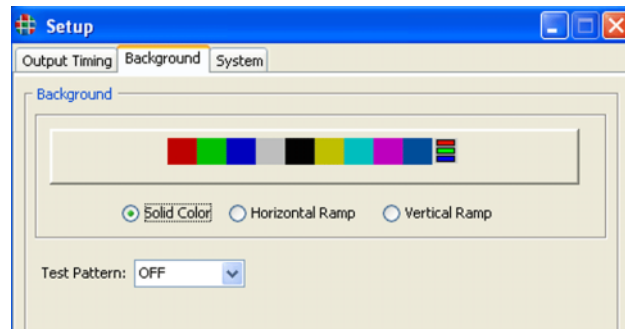 Setup
Output Timing Background System
Background
Solid Color Horizontal Ramp Vertical Ramp
Test Pattern: OFF